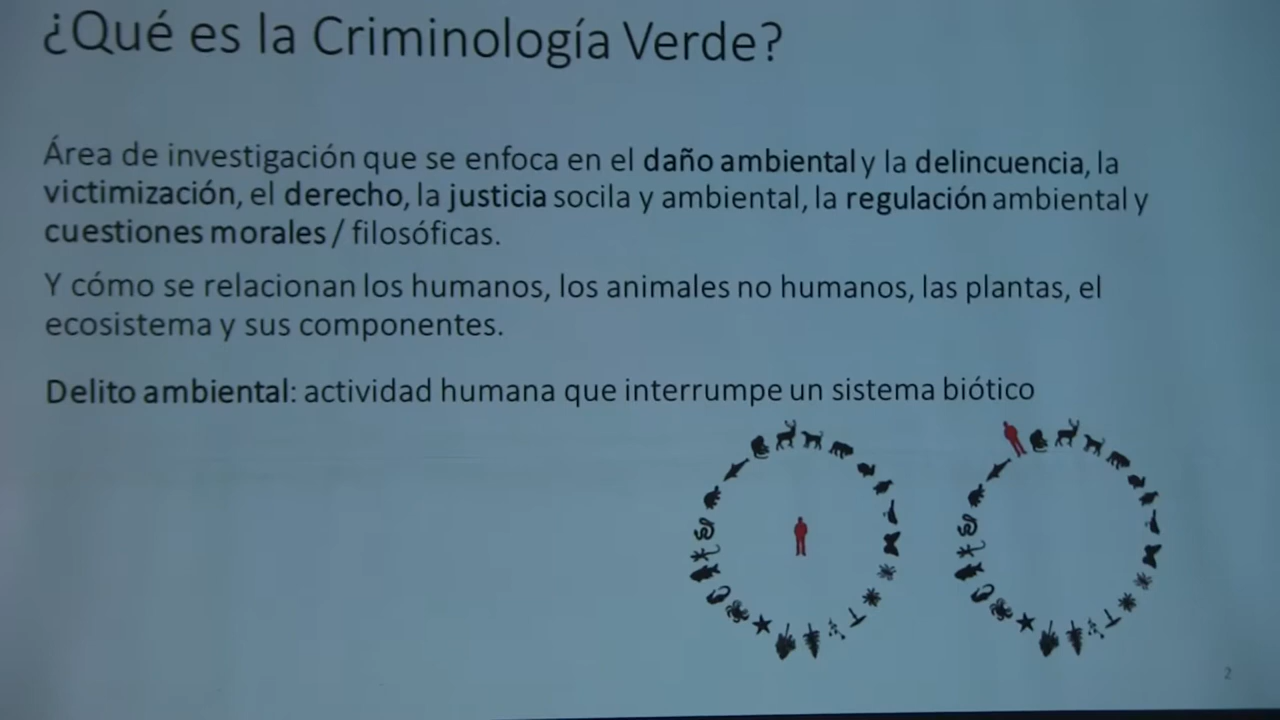 ¿Qué es la Criminología Verde?
Área de investigación que se enfoca en el daño ambiental y la delincuencia, la
victimización, el derecho, la justicia socila y ambiental, la regulación ambiental y
cuestiones morales / filosóficas.
Y cómo se relacionan los humanos, los animales no humanos, las plantas, el
ecosistema y sus componentes.
Delito ambiental: actividad humana que interrumpe un sistema biótico
2